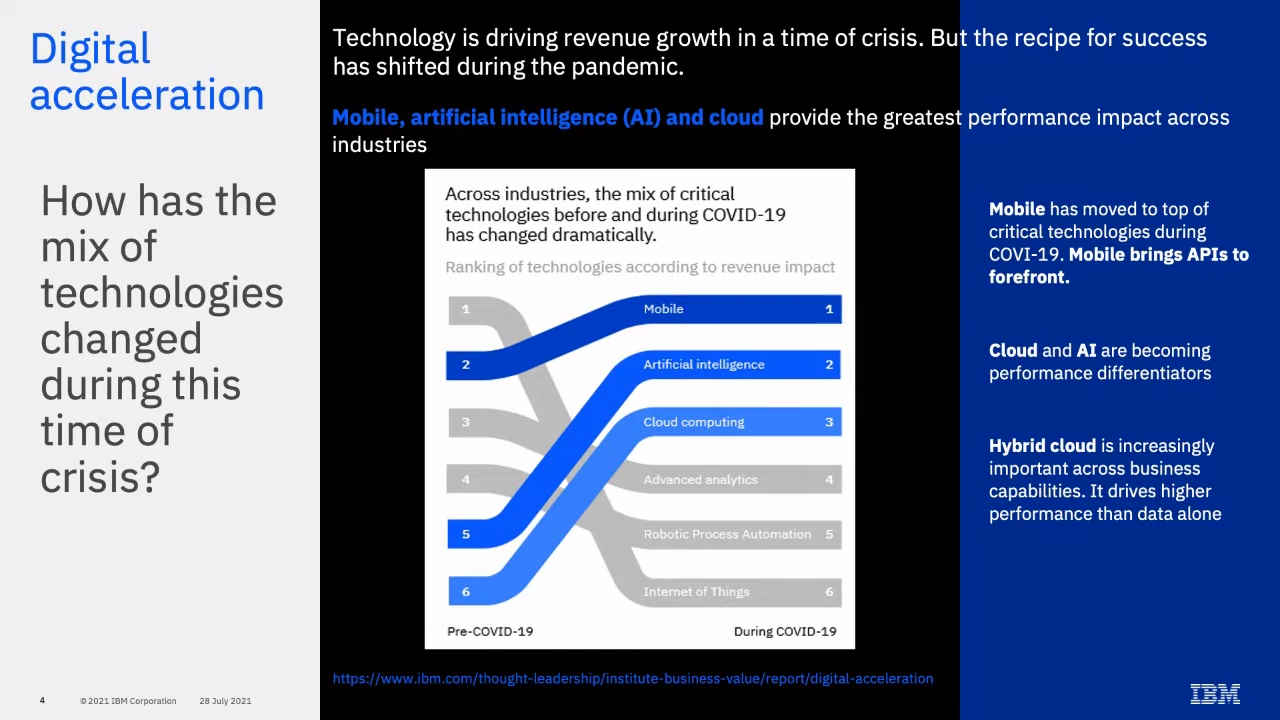 Digital
acceleration
How has the
mix of
technologies
changed
during this
time of
crisis?
4 © 2021 IBM Corporation 28 July 2021
Technology is driving revenue growth in a time of crisis. But the recipe for success
has shifted during the pandemic.
Mobile, artificial intelligence (AI) and cloud provide the greatest performance impact across
industries
Across industries, the mix of critical
technologies before and during COVID-19
has changed dramatically.
Ranking of technologies according to revenue impact
1 Mobile 1
2 Artificial intelligence 2
3 Cloud computing 3
4 Advanced analytics 4
5 Robotic Process Automation 5
6 Internet of Things 6
Pre-COVID-19 During COVID-19
https://www.ibm.com/thought-leadership/institute-business-value/report/digital-acceleration
Mobile has moved to top of
critical technologies during
COVI-19. Mobile brings APIs to
forefront.
Cloud and AI are becoming
performance differentiators
Hybrid cloud is increasingly
important across business
capabilities. It drives higher
performance than data alone
IBM